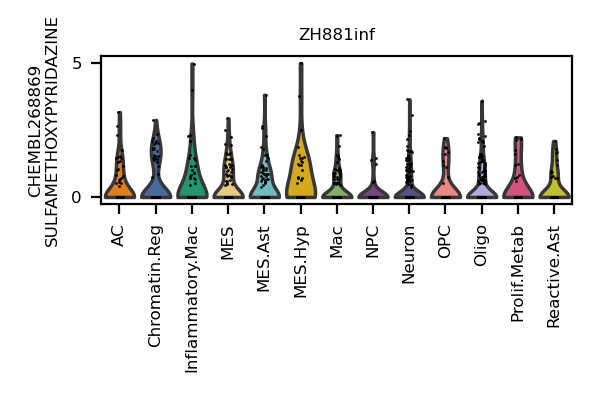 ZH881inf
CHEMBL268869
SULFAMETHOXYPYRIDAZINE
5
0
AC
Chromatin.Reg
Inflammatory.Mac
MES
MES.Ast
MES.Hyp
Mac
NPC
Neuron
OPC
Oligo
Prolif.Metab
Reactive.Ast